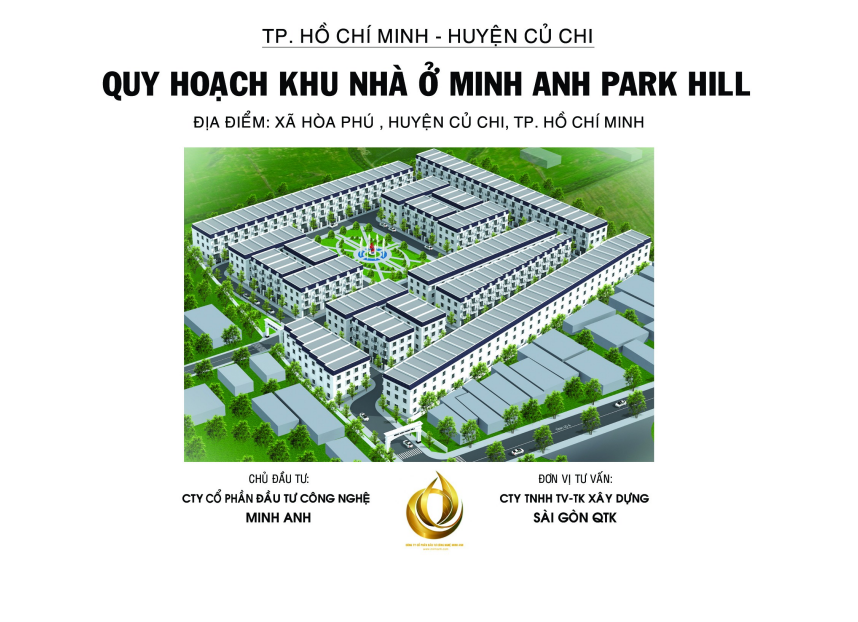 TP. HỒ CHÍ MINH - HUYỆN CỦ CHI
QUY HOẠCH KHU NHÀ Ở MINH ANH PARK HILL
ĐỊA ĐIỂM: XÃ HÒA PHÚ , HUYỆN CỦ CHI, TP. HỒ CHÍ MINH
CHỦ ĐẦU TƯ:
CTY CỔ PHẦN ĐẦU TƯ CÔNG NGHỆ
MINH ANH
ĐƠN VỊ TƯ VẤN:
CTY TNHH TV-TK XÂY DỰNG
SÀI GÒN QTK